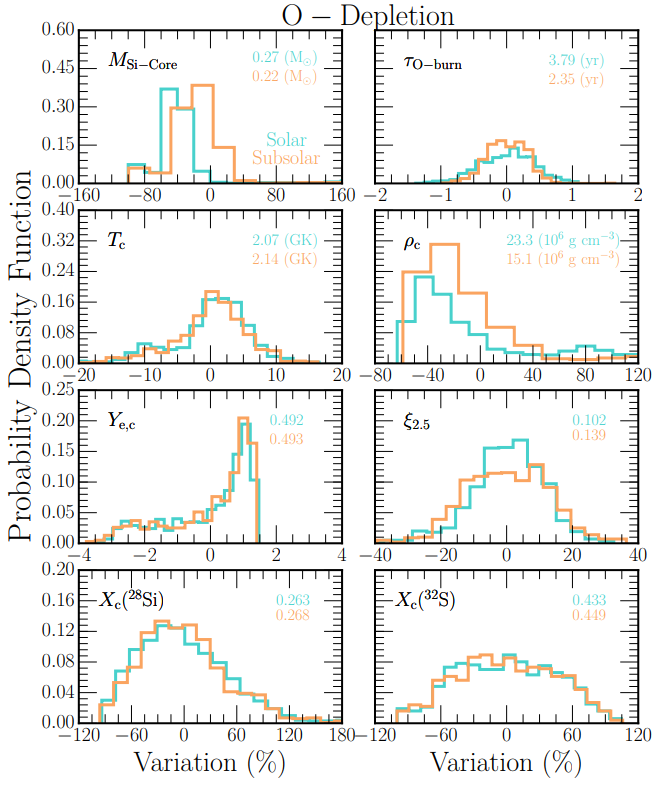 O − Depletion
Probability Density Function
M_Si−Core
0.27 (M☉)
0.22 (M☉)
Solar
Subsolar
0.60
0.45
0.30
0.15
0.00
−160 −80 0 80 160
τ_O−burn
3.79 (yr)
2.35 (yr)
−2 −1 0 1 2
T_c
2.07 (GK)
2.14 (GK)
0.40
0.32
0.24
0.16
0.08
0.00
−20 −10 0 10 20
ρ_c
23.3 (10⁶ g cm⁻³)
15.1 (10⁶ g cm⁻³)
−80 −40 0 40 80 120
Y_e,c
0.492
0.493
0.25
0.20
0.15
0.10
0.05
0.00
−4 −2 0 2 4
ξ_2.5
0.102
0.139
−40 −20 0 20 40
X_c(²⁸Si)
0.263
0.268
0.20
0.16
0.12
0.08
0.04
0.00
−120 −60 0 60 120 180
X_c(³²S)
0.433
0.449
−120 −60 0 60 120
Variation (%)
Variation (%)